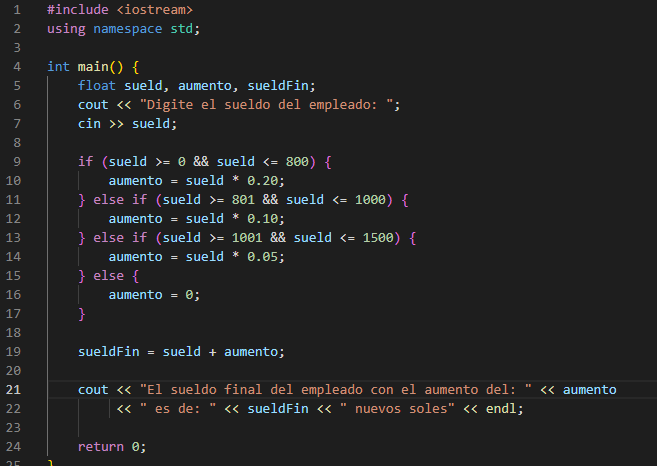 1 #include <iostream>
2 using namespace std;
3
4 int main() {
5 float sueld, aumento, sueldFin;
6 cout << "Digite el sueldo del empleado: ";
7 cin >> sueld;
8
9 if (sueld >= 0 && sueld <= 800) {
10 aumento = sueld * 0.20;
11 } else if (sueld >= 801 && sueld <= 1000) {
12 aumento = sueld * 0.10;
13 } else if (sueld >= 1001 && sueld <= 1500) {
14 aumento = sueld * 0.05;
15 } else {
16 aumento = 0;
17 }
18
19 sueldFin = sueld + aumento;
20
21 cout << "El sueldo final del empleado con el aumento del: " << aumento
22 << " es de: " << sueldFin << " nuevos soles" << endl;
23
24 return 0;
25 }